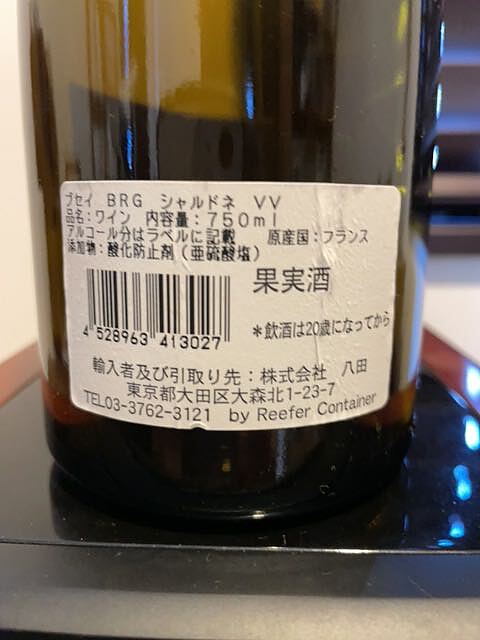 プセイ BRG シャルドネ VV
品名：ワイン 内容量：750ml
アルコール分はラベルに記載 原産国：フランス
添加物：酸化防止剤（亜硫酸塩）
果実酒
4 528963 413027
＊飲酒は20歳になってから
輸入者及び引取り先：株式会社 八田
東京都大田区大森北1-23-7
TEL03-3762-3121 by Reefer Container